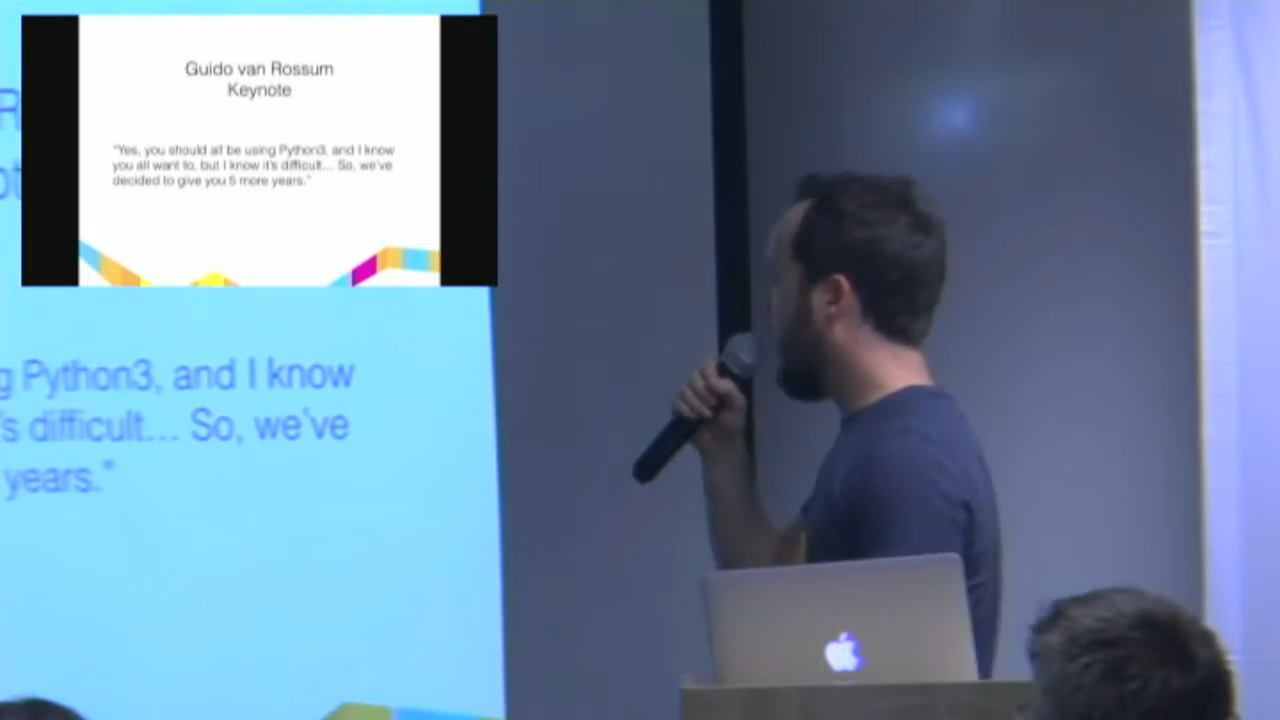 Guido van Rossum
Keynote
"Yes, you should all be using Python3, and I know
you all want to, but I know it's difficult... So, we've
decided to give you 5 more years."
R
ot
g Python3, and I know
's difficult... So, we've
years."